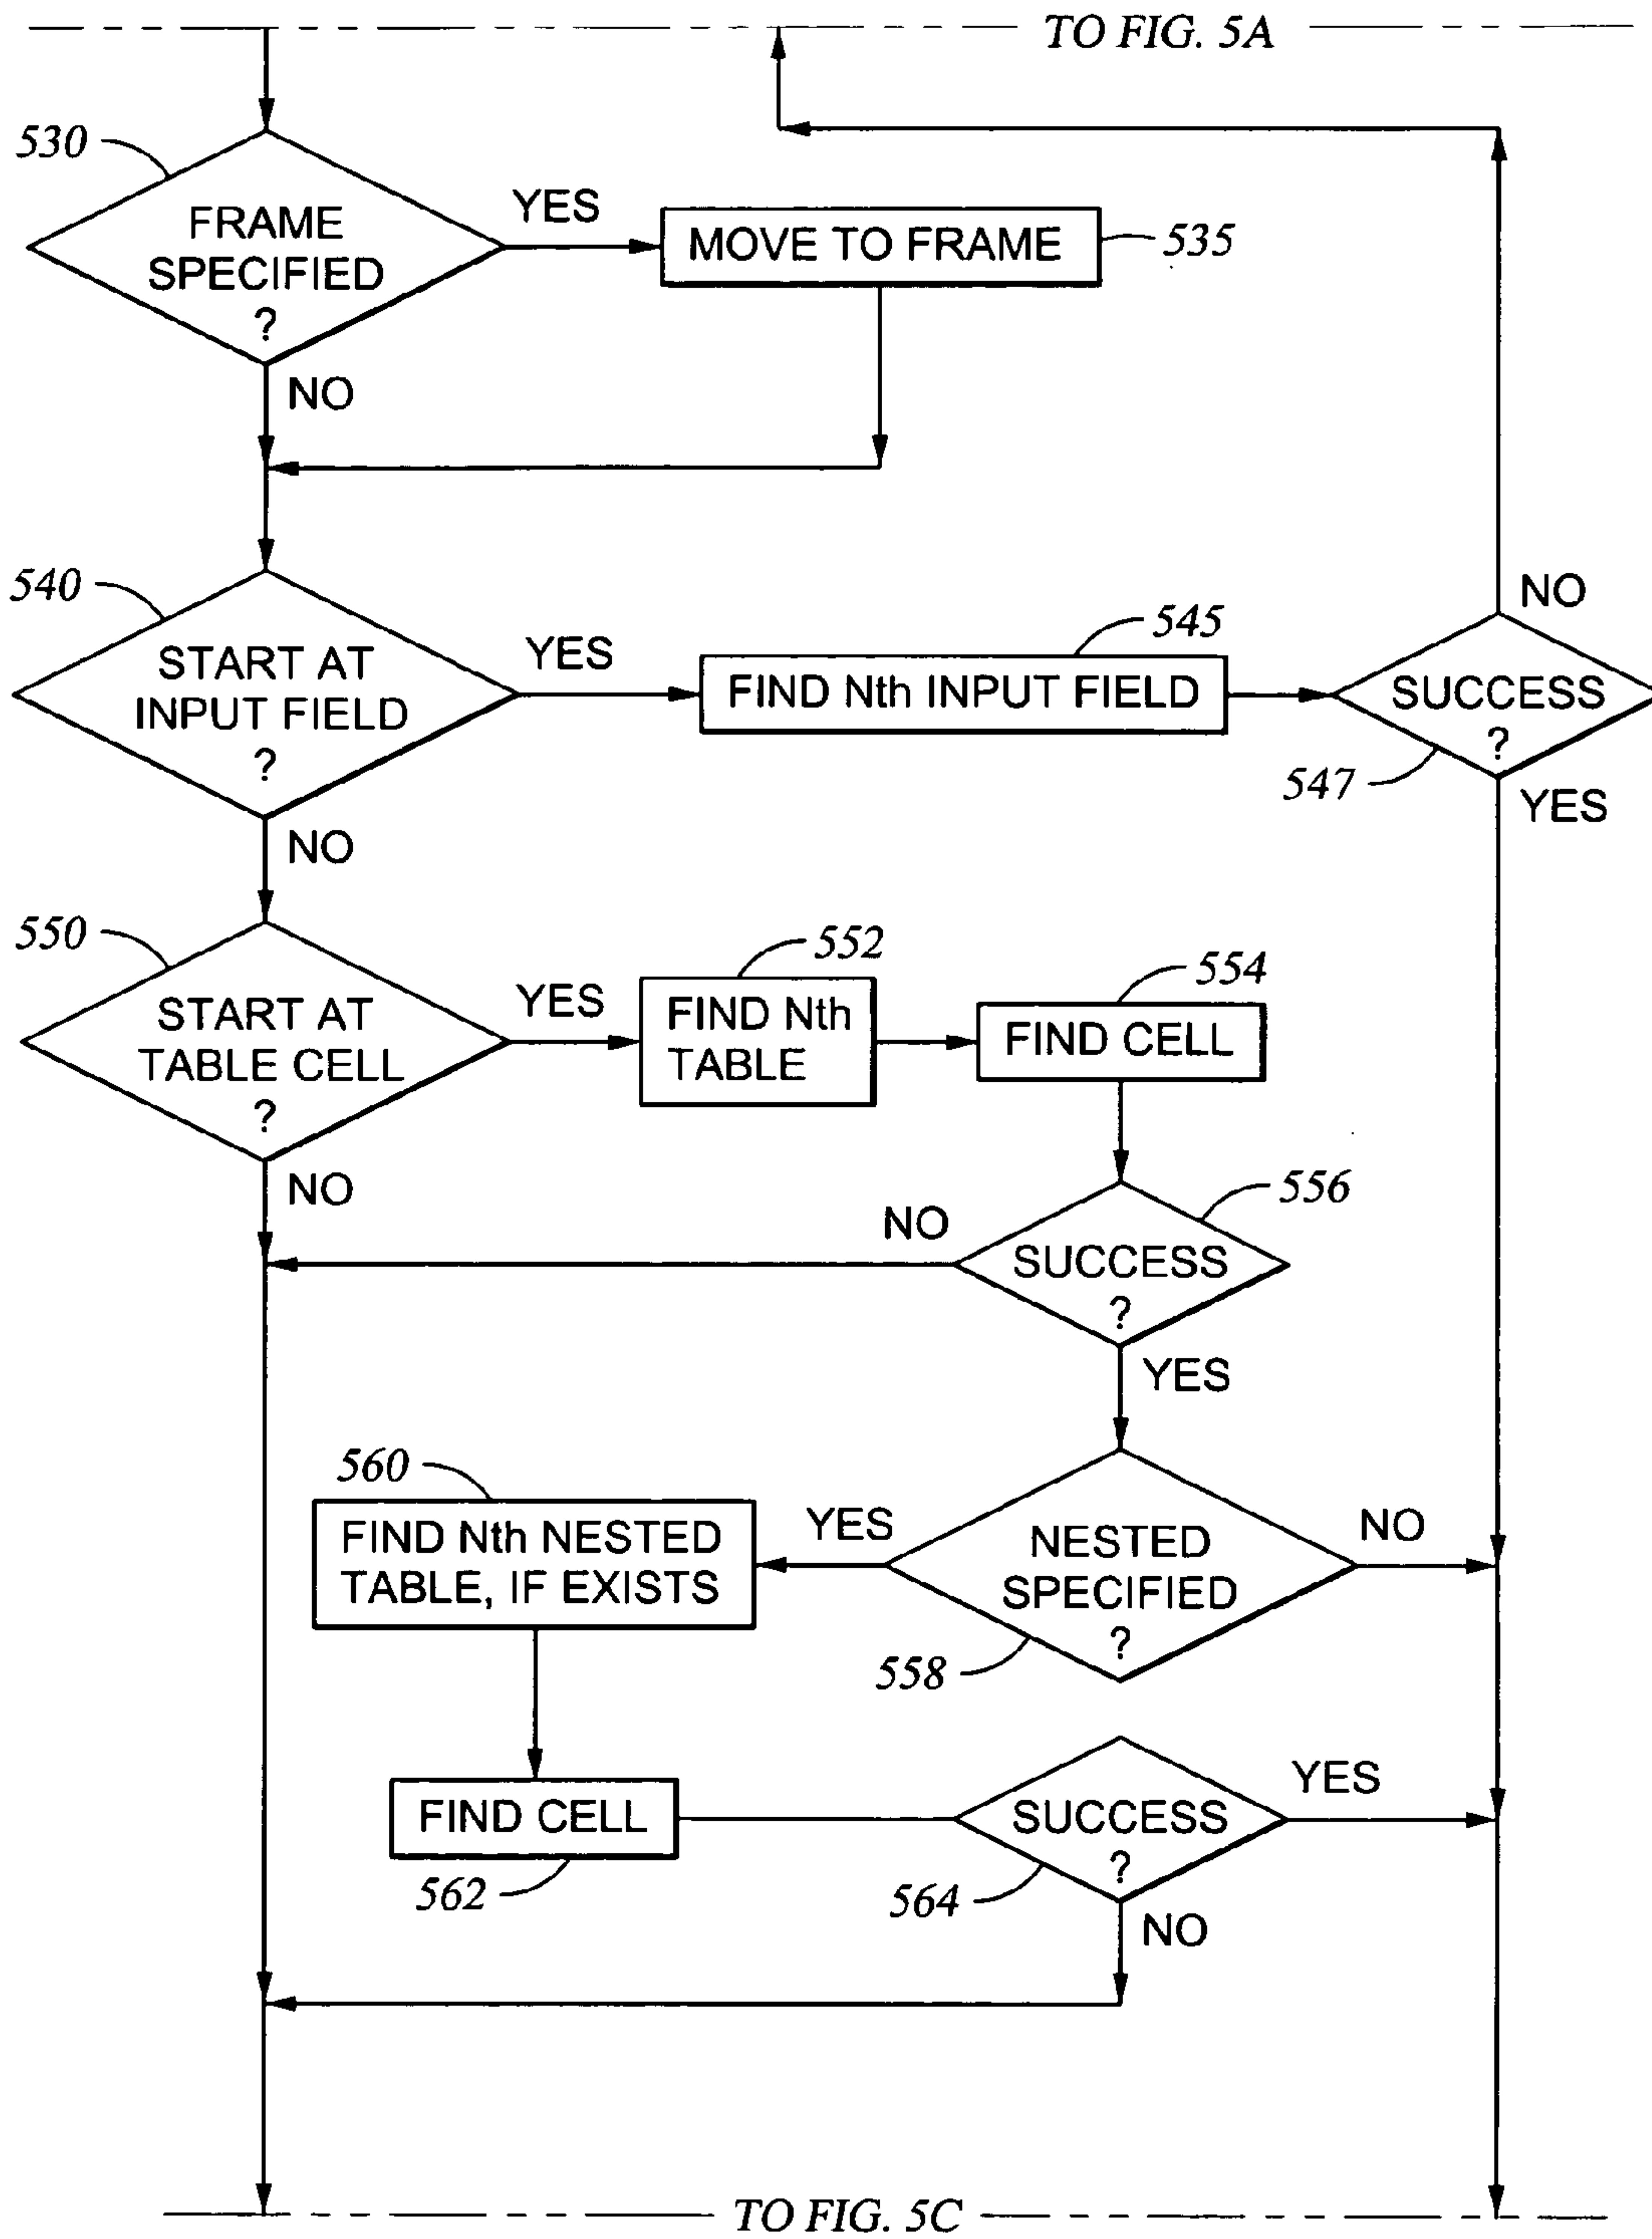 TO FIG. 5A
530
FRAME
SPECIFIED
?
YES
MOVE TO FRAME
535
NO
540
START AT
INPUT FIELD
?
YES
545
FIND Nth INPUT FIELD
NO
SUCCESS
?
547
YES
NO
550
START AT
TABLE CELL
?
YES
552
FIND Nth
TABLE
554
FIND CELL
NO
556
NO
SUCCESS
?
YES
560
FIND Nth NESTED
TABLE, IF EXISTS
YES
NESTED
SPECIFIED
?
NO
558
FIND CELL
562
SUCCESS
?
YES
564
NO
TO FIG. 5C